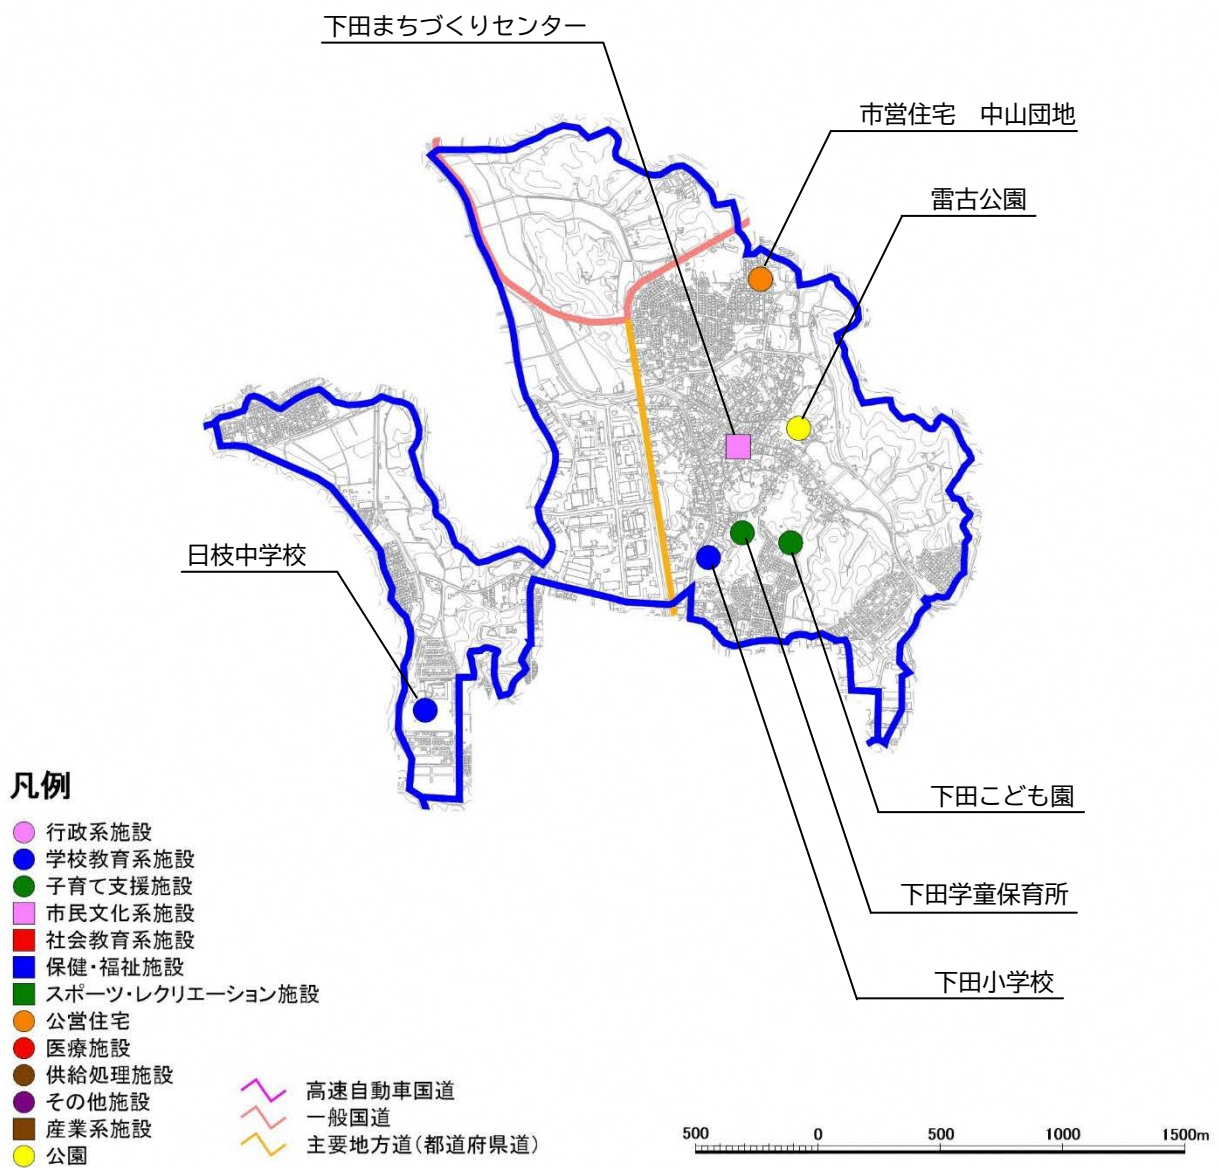 下田まちづくりセンター
市営住宅　中山団地
雷古公園
日枝中学校
下田こども園
下田学童保育所
下田小学校
凡例
行政系施設
学校教育系施設
子育て支援施設
市民文化系施設
社会教育系施設
保健・福祉施設
スポーツ・レクリエーション施設
公営住宅
医療施設
供給処理施設
その他施設
産業系施設
公園
高速自動車国道
一般国道
主要地方道（都道府県道）
500 0 500 1000 1500m